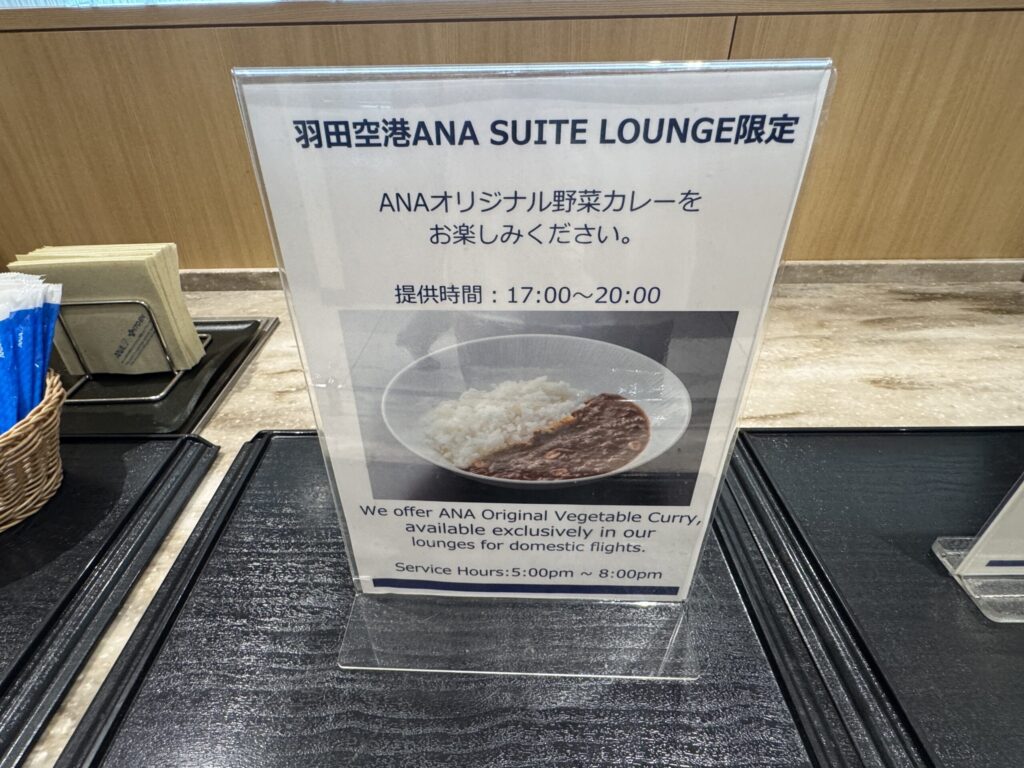 羽田空港ANA SUITE LOUNGE限定
ANAオリジナル野菜カレーを
お楽しみください。
提供時間：17:00～20:00
We offer ANA Original Vegetable Curry,
available exclusively in our
lounges for domestic flights.
Service Hours:5:00pm ~ 8:00pm
ANA